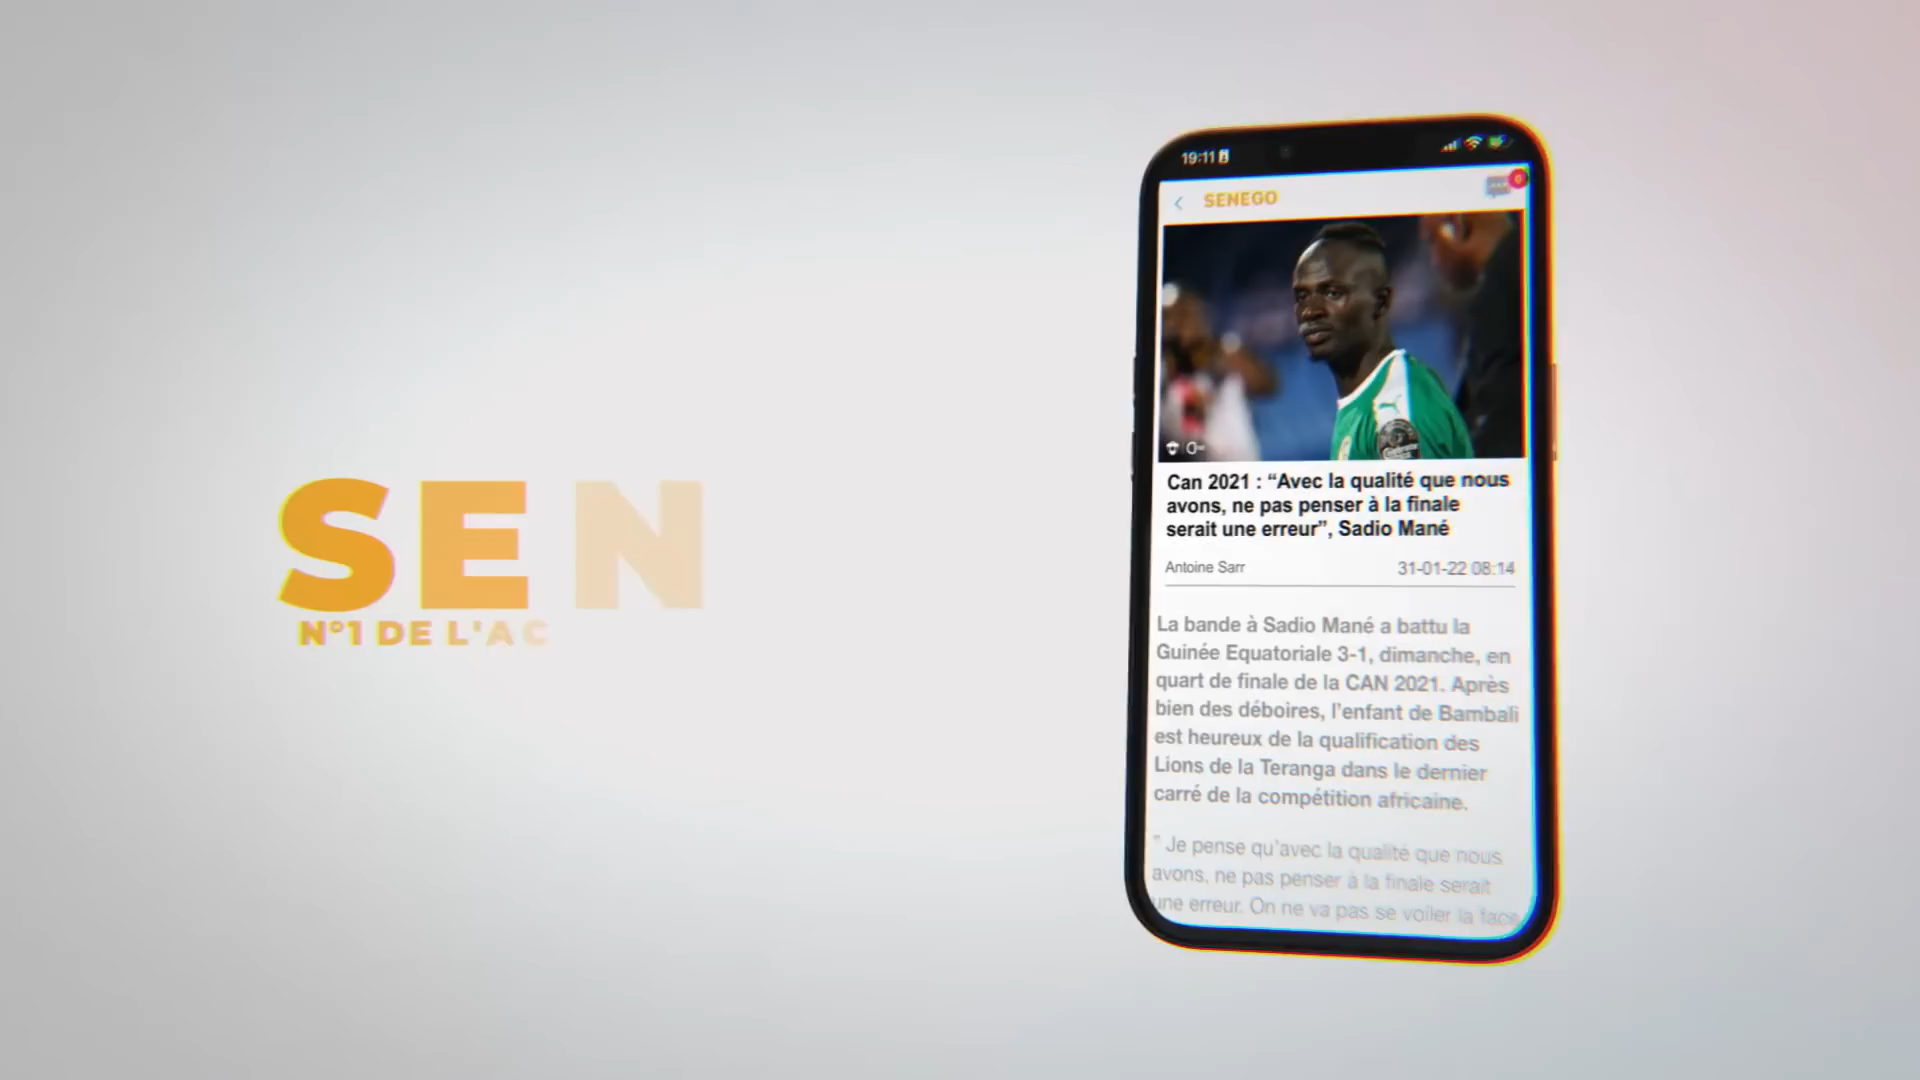 SEN
N°1 DE L'AC
19:11
SENEGO
0
Can 2021 : “Avec la qualité que nous
avons, ne pas penser à la finale
serait une erreur”, Sadio Mané
Antoine Sarr
31-01-22 08:14
La bande à Sadio Mané a battu la
Guinée Equatoriale 3-1, dimanche, en
quart de finale de la CAN 2021. Après
bien des déboires, l'enfant de Bambali
est heureux de la qualification des
Lions de la Teranga dans le dernier
carré de la compétition africaine.
" Je pense qu'avec la qualité que nous
avons, ne pas penser à la finale serait
une erreur. On ne va pas se voiler la face